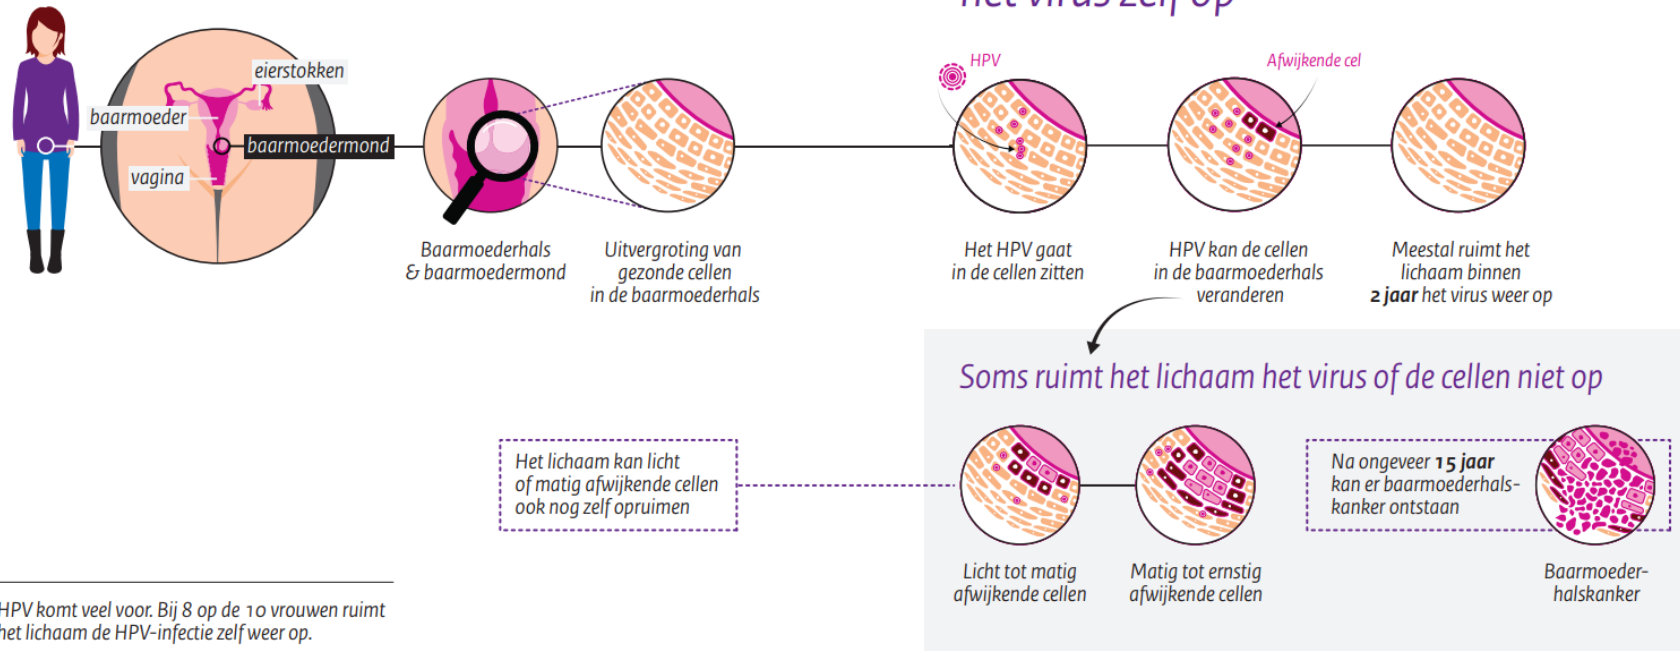 het virus zelf op
eierstokken
baarmoeder
baarmoedermond
vagina
HPV
Afwijkende cel
Baarmoederhals
& baarmoedermond
Uitvergroting van
gezonde cellen
in de baarmoederhals
Het HPV gaat
in de cellen zitten
HPV kan de cellen
in de baarmoederhals
veranderen
Meestal ruimt het
lichaam binnen
2 jaar het virus weer op
Soms ruimt het lichaam het virus of de cellen niet op
Het lichaam kan licht
of matig afwijkende cellen
ook nog zelf opruimen
Na ongeveer 15 jaar
kan er baarmoederhals-
kanker ontstaan
Licht tot matig
afwijkende cellen
Matig tot ernstig
afwijkende cellen
Baarmoeder-
halskanker
HPV komt veel voor. Bij 8 op de 10 vrouwen ruimt
het lichaam de HPV-infectie zelf weer op.